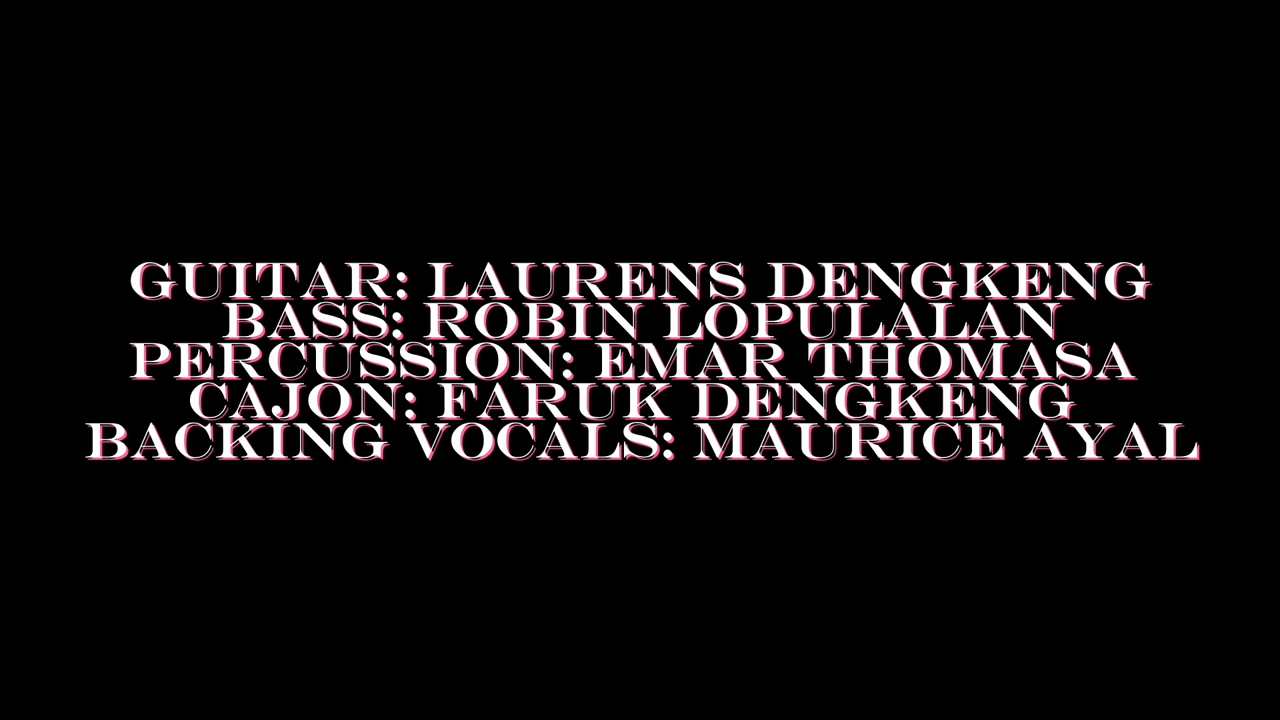 GUITAR: LAURENS DENGKENG
BASS: ROBIN LOPULALAN
PERCUSSION: EMAR THOMASA
CAJON: FARUK DENGKENG
BACKING VOCALS: MAURICE AYAL